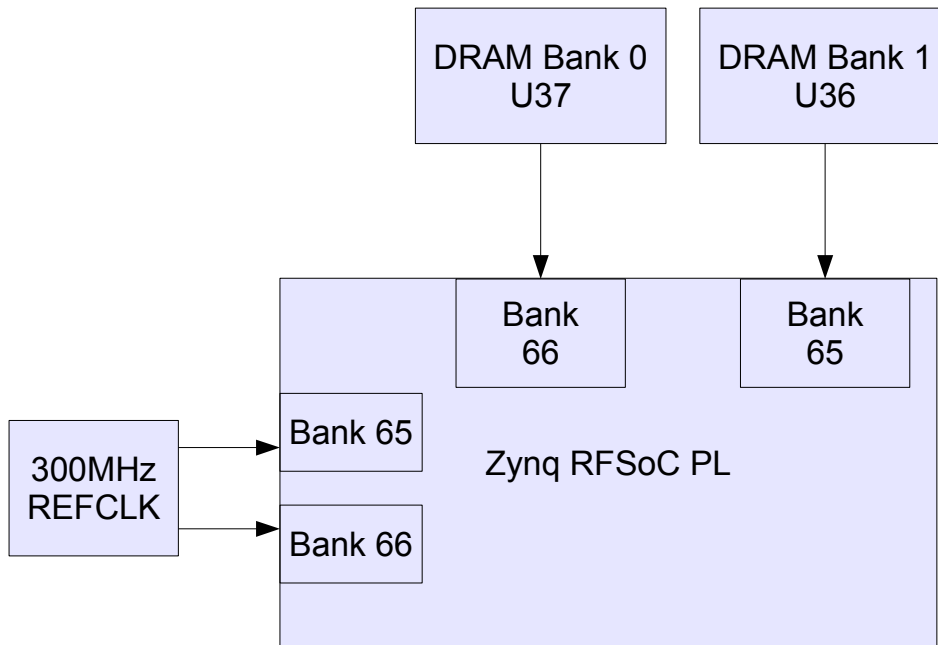 DRAM Bank 0
U37
DRAM Bank 1
U36
Bank
66
Bank
65
Bank 65
Zynq RFSoC PL
300MHz
REFCLK
Bank 66